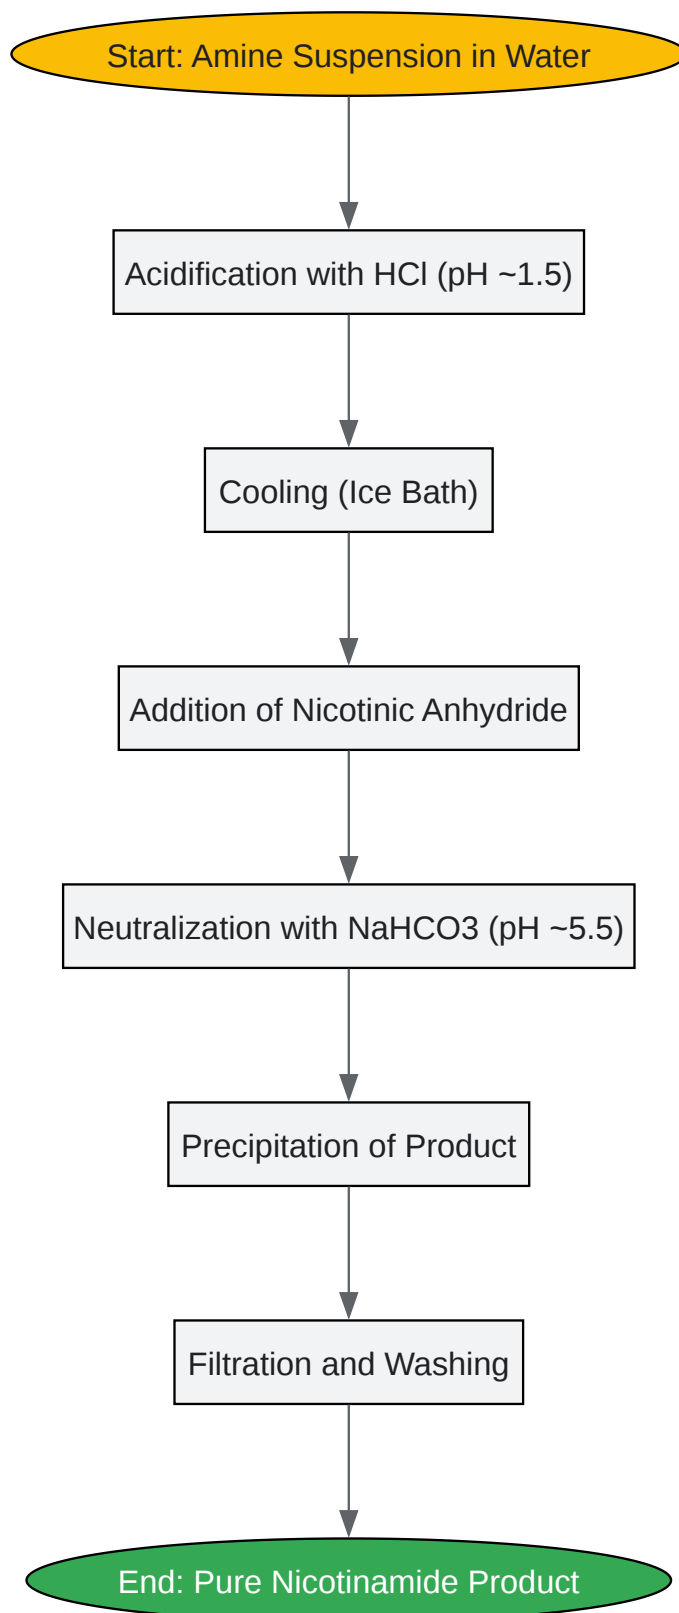 Start: Amine Suspension in Water
Acidification with HCl (pH ~1.5)
Cooling (Ice Bath)
Addition of Nicotinic Anhydride
Neutralization with NaHCO3 (pH ~5.5)
Precipitation of Product
Filtration and Washing
End: Pure Nicotinamide Product